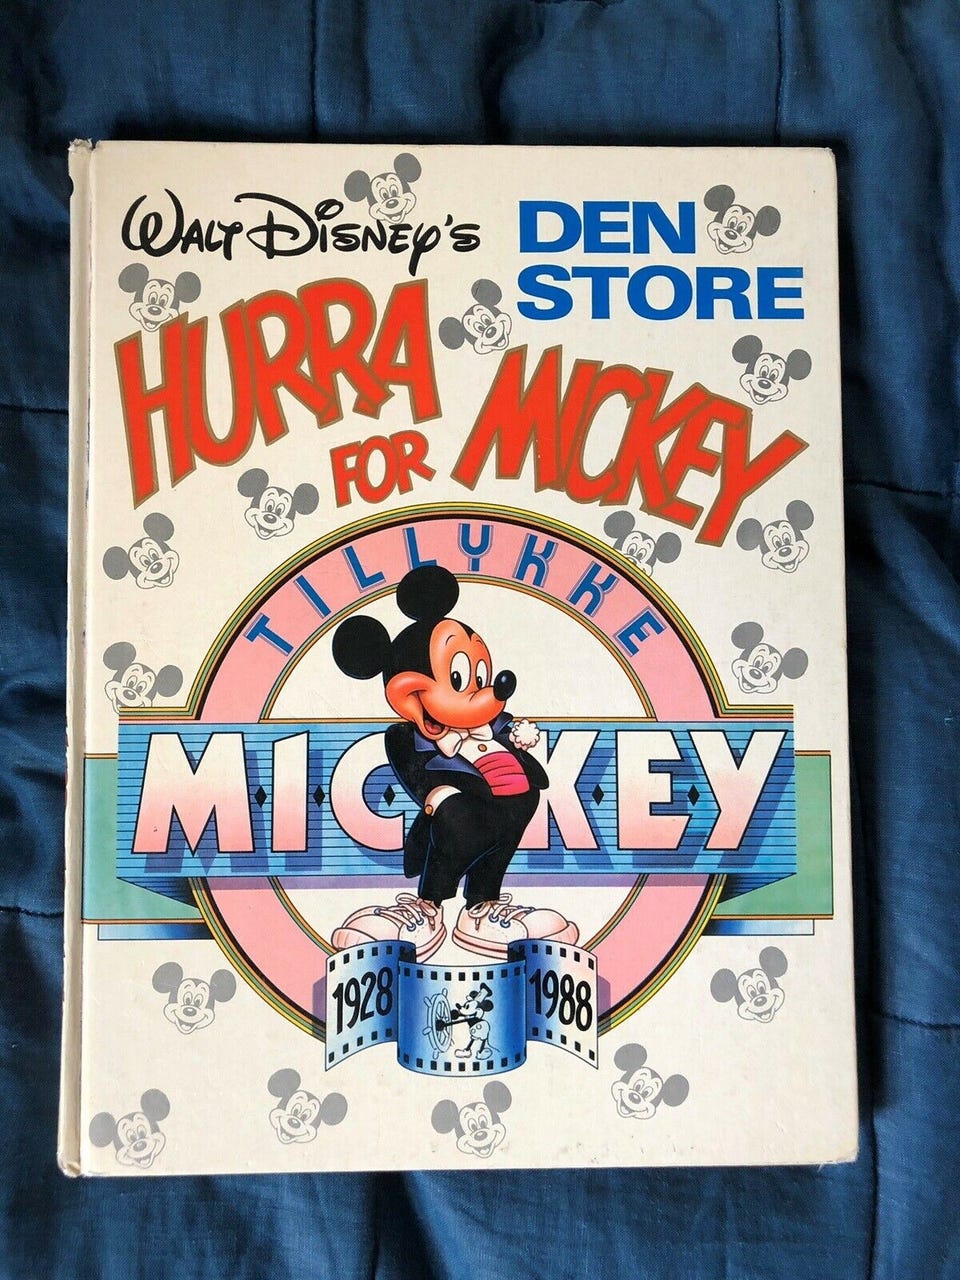 WALT DISNEY'S
DEN
STORE
HURRA
FOR MICKEY
TILLYKKE
MICKEY
1928 1988